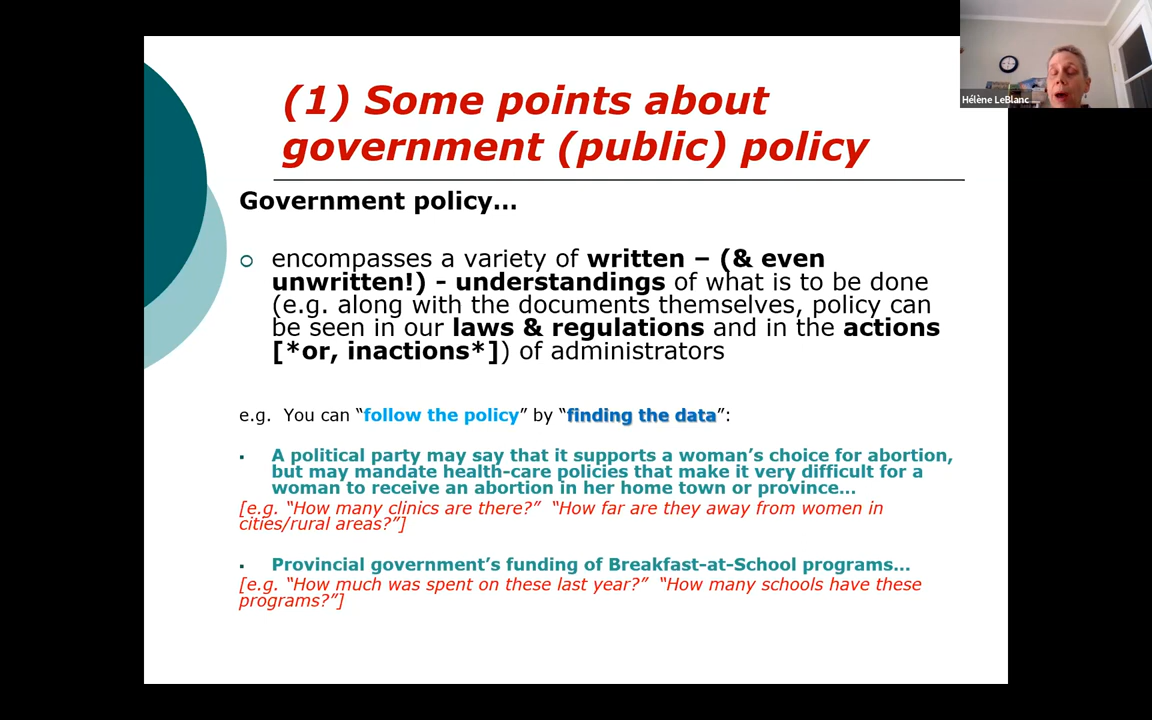 (1) Some points about
government (public) policy
Government policy…
encompasses a variety of written – (& even
unwritten!) - understandings of what is to be done
(e.g. along with the documents themselves, policy can
be seen in our laws & regulations and in the actions
[*or, inactions*]) of administrators
e.g. You can “follow the policy” by “finding the data”:
A political party may say that it supports a woman’s choice for abortion,
but may mandate health-care policies that make it very difficult for a
woman to receive an abortion in her home town or province…
[e.g. “How many clinics are there?” “How far are they away from women in
cities/rural areas?”]
Provincial government’s funding of Breakfast-at-School programs…
[e.g. “How much was spent on these last year?” “How many schools have these
programs?”]
Hélène LeBlanc